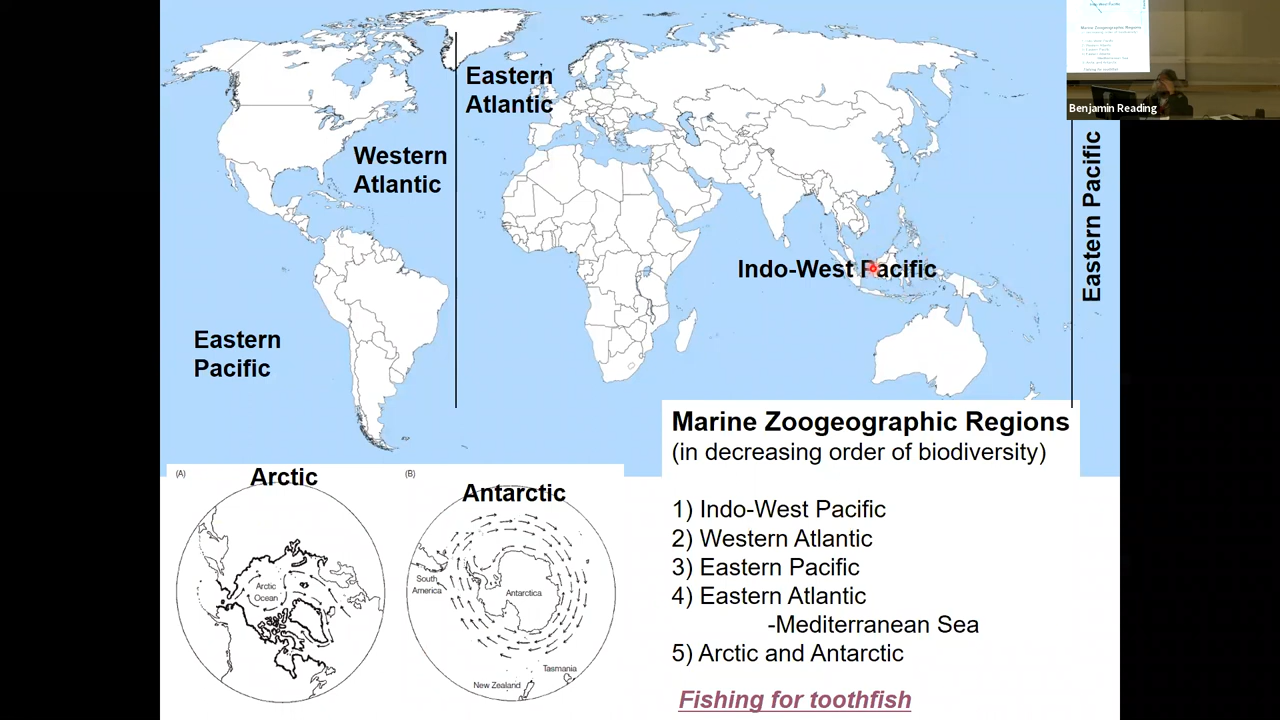 Eastern
Atlantic
Western
Atlantic
Indo-West Pacific
Eastern Pacific
Eastern
Pacific
Benjamin Reading
Marine Zoogeographic Regions
(in decreasing order of biodiversity)
1) Indo-West Pacific
2) Western Atlantic
3) Eastern Pacific
4) Eastern Atlantic
-Mediterranean Sea
5) Arctic and Antarctic
Fishing for toothfish
(A)
Arctic
Arctic
Ocean
(B)
Antarctic
South
America
Antarctica
Tasmania
New Zealand